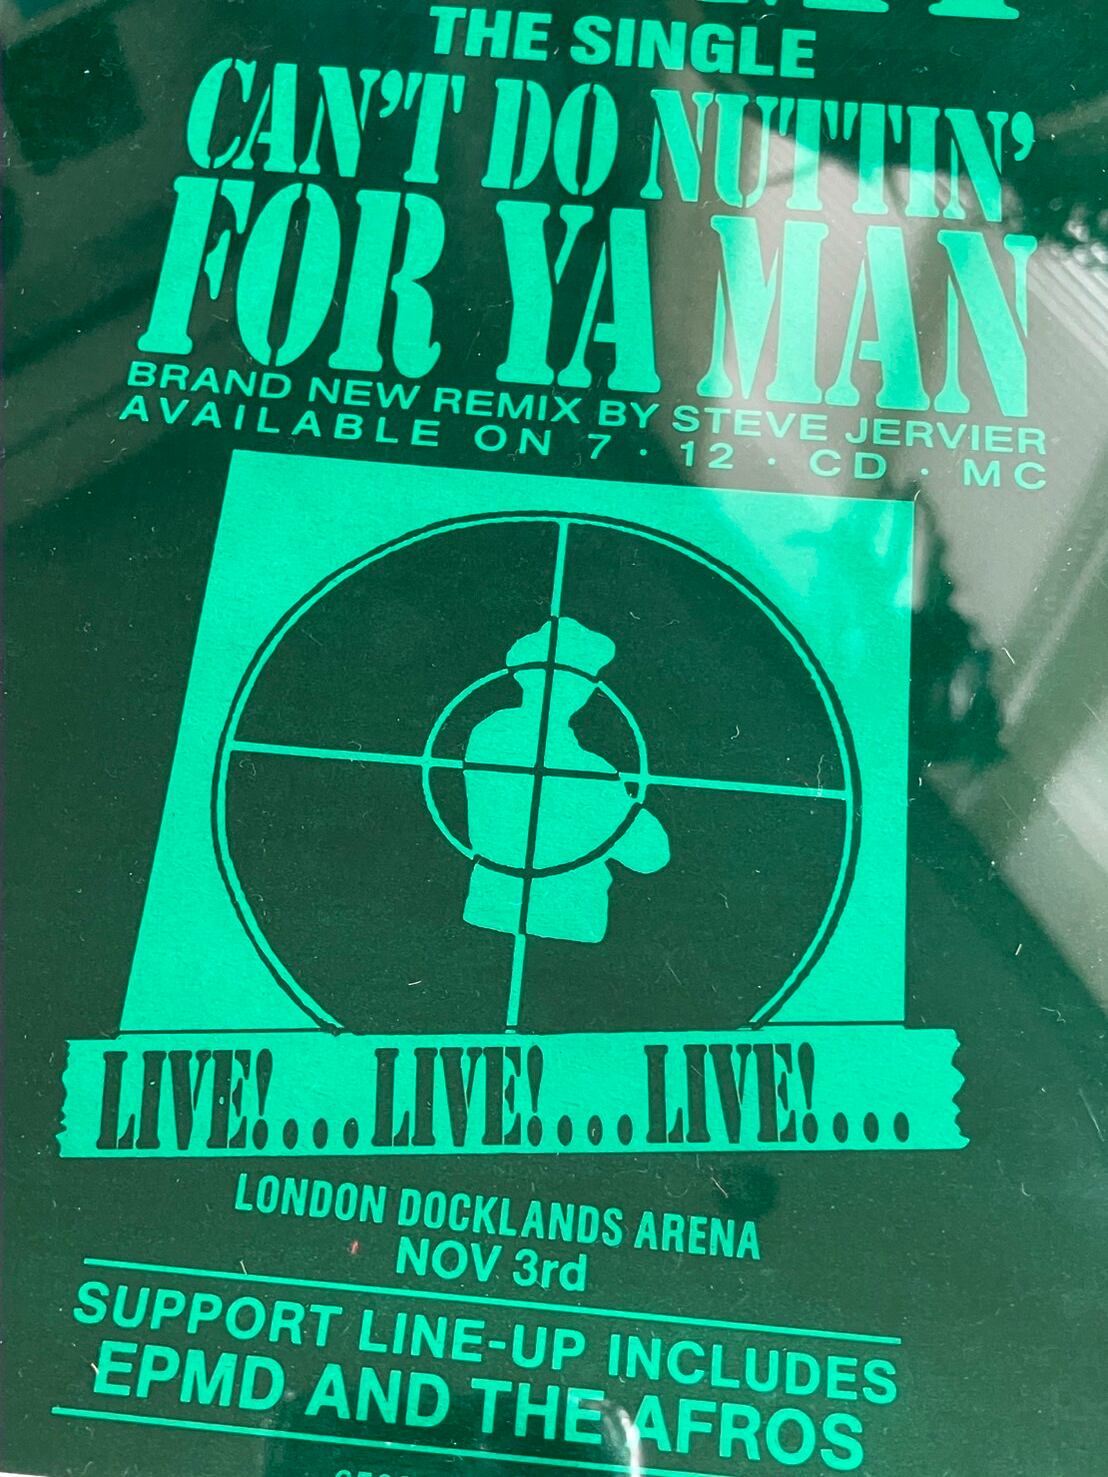 THE SINGLE
CAN'T DO NUTTIN'
FOR YA MAN
BRAND NEW REMIX BY STEVE JERVIER
AVAILABLE ON 7 · 12 · CD · MC
LIVE!....LIVE!....LIVE!....
LONDON DOCKLANDS ARENA
NOV 3rd
SUPPORT LINE-UP INCLUDES
EPMD AND THE AFROS